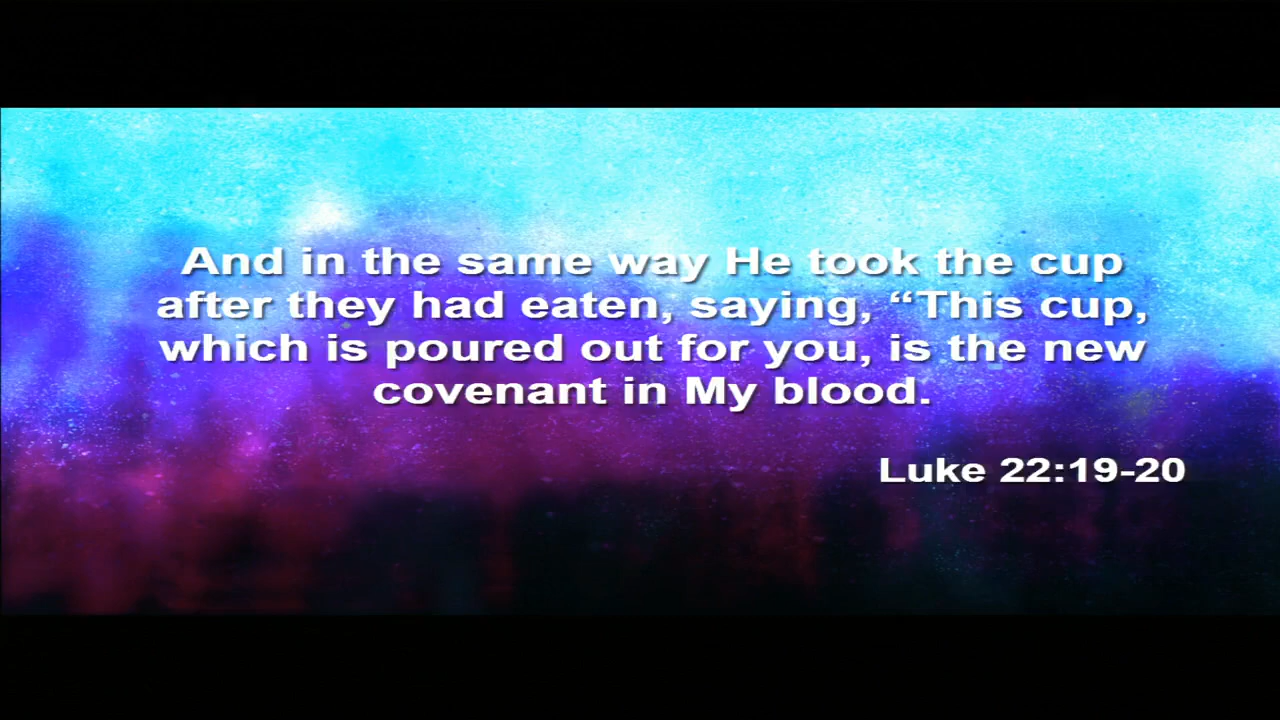 And in the same way He took the cup
after they had eaten, saying, “This cup,
which is poured out for you, is the new
covenant in My blood.
Luke 22:19-20